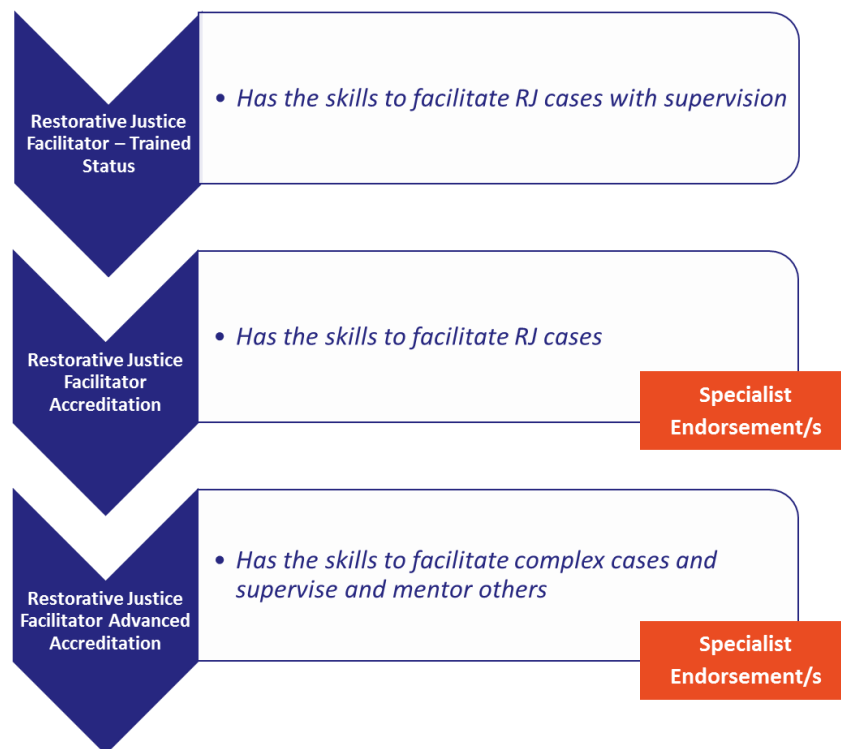 Restorative Justice
Facilitator – Trained
Status
• Has the skills to facilitate RJ cases with supervision
Restorative Justice
Facilitator
Accreditation
• Has the skills to facilitate RJ cases
Specialist
Endorsement/s
Restorative Justice
Facilitator Advanced
Accreditation
• Has the skills to facilitate complex cases and
supervise and mentor others
Specialist
Endorsement/s